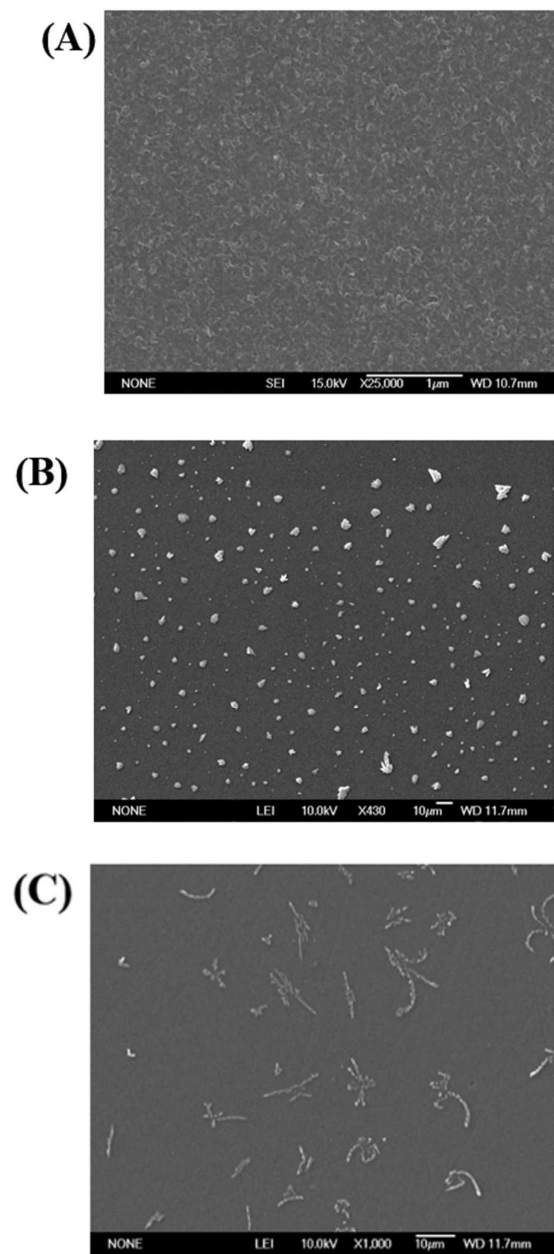 (A)
NONE SEI 15.0kV X25,000 1μm WD 10.7mm
(B)
NONE LEI 10.0kV X430 10μm WD 11.7mm
(C)
NONE LEI 10.0kV X1,000 10μm WD 11.7mm